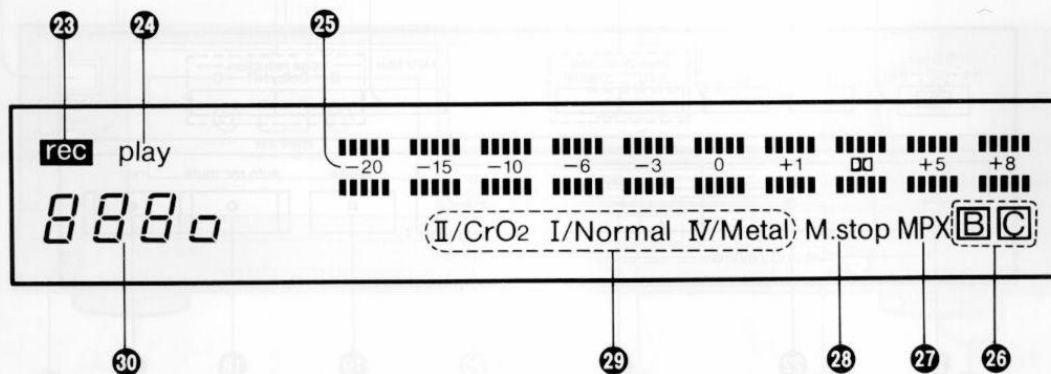 23 24 25
rec play
−20 −15 −10 −6 −3 0 +1 +5 +8
888o
II/CrO2 I/Normal IV/Metal M.stop MPX B C
30 29 28 27 26